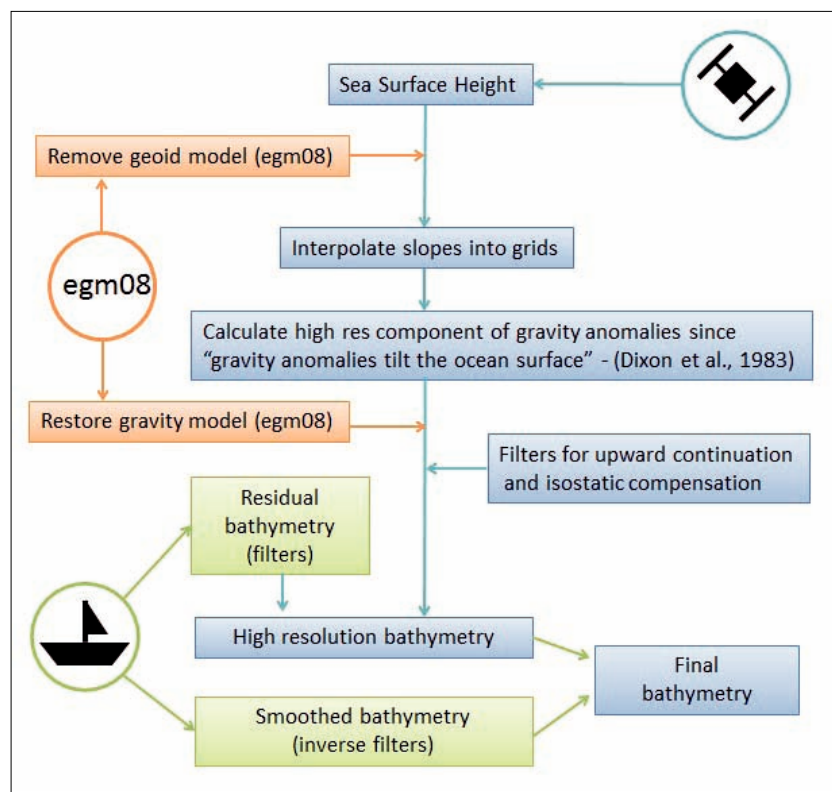 Sea Surface Height
Remove geoid model (egm08)
Interpolate slopes into grids
egm08
Calculate high res component of gravity anomalies since
“gravity anomalies tilt the ocean surface” - (Dixon et al., 1983)
Restore gravity model (egm08)
Filters for upward continuation
and isostatic compensation
Residual
bathymetry
(filters)
High resolution bathymetry
Final
bathymetry
Smoothed bathymetry
(inverse filters)